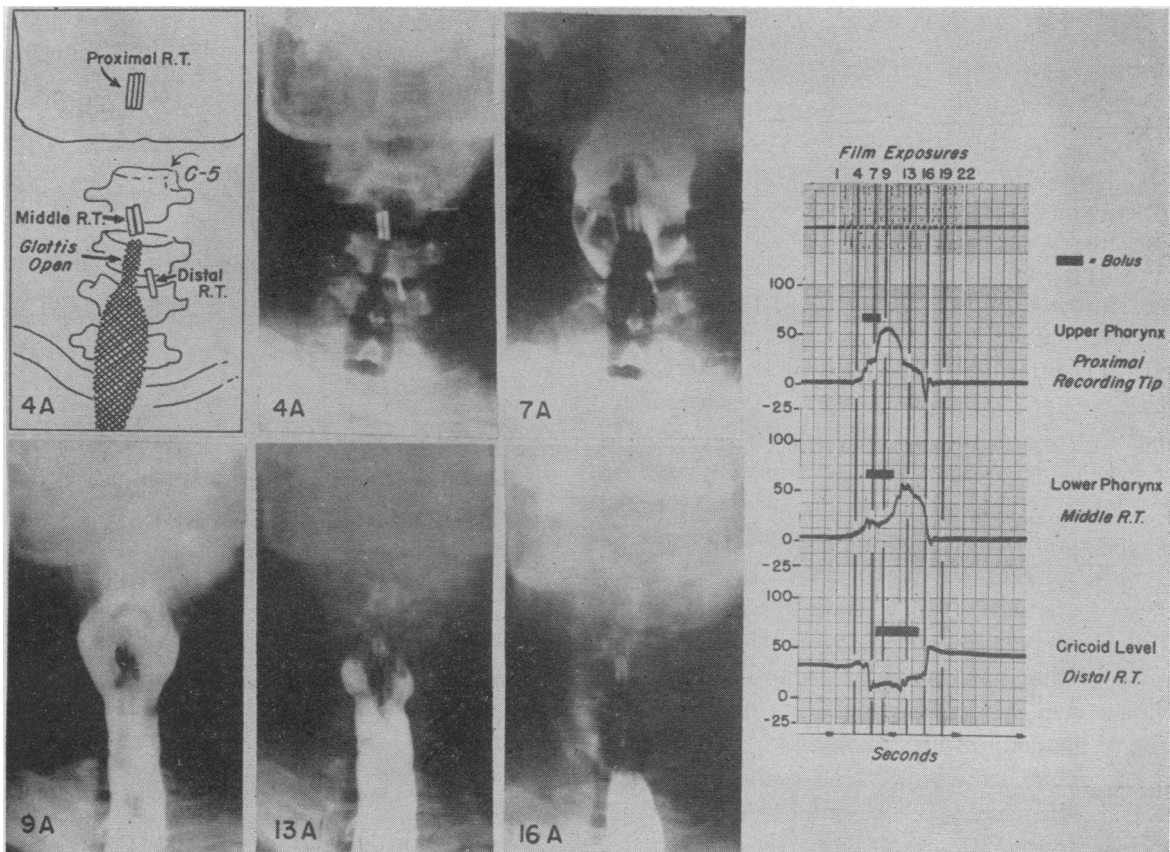 Proximal R.T.
C-5
Middle R.T.
Glottis
Open
Distal
R.T.
4A
4A
7A
9A
13A
16A
Film Exposures
1 4 7 9 13 16 19 22
= Bolus
100
50
0
-25
Upper Pharynx
Proximal
Recording Tip
100
50
0
-25
Lower Pharynx
Middle R.T.
100
50
0
-25
Cricoid Level
Distal R.T.
Seconds